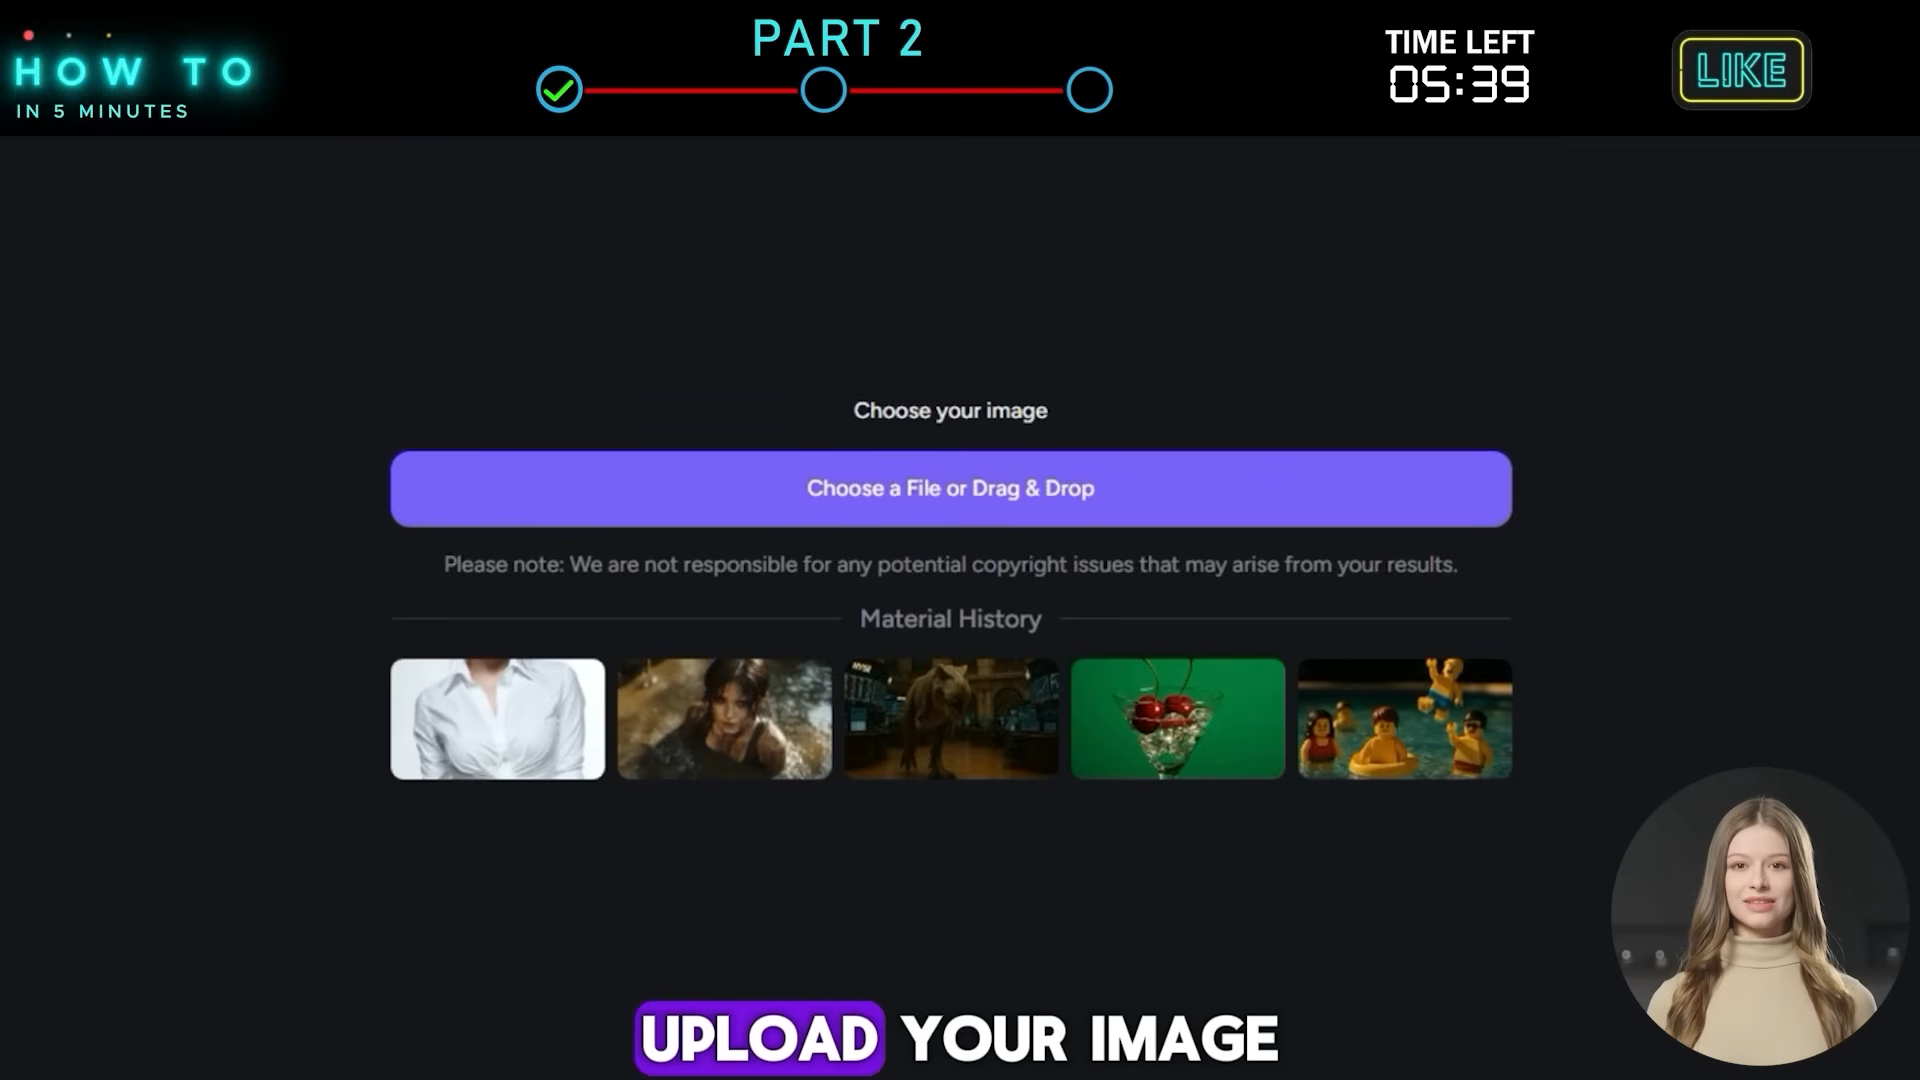 HOW TO
IN 5 MINUTES
PART 2
TIME LEFT
05:39
LIKE
Choose your image
Choose a File or Drag & Drop
Please note: We are not responsible for any potential copyright issues that may arise from your results.
Material History
NYSE
UPLOAD YOUR IMAGE